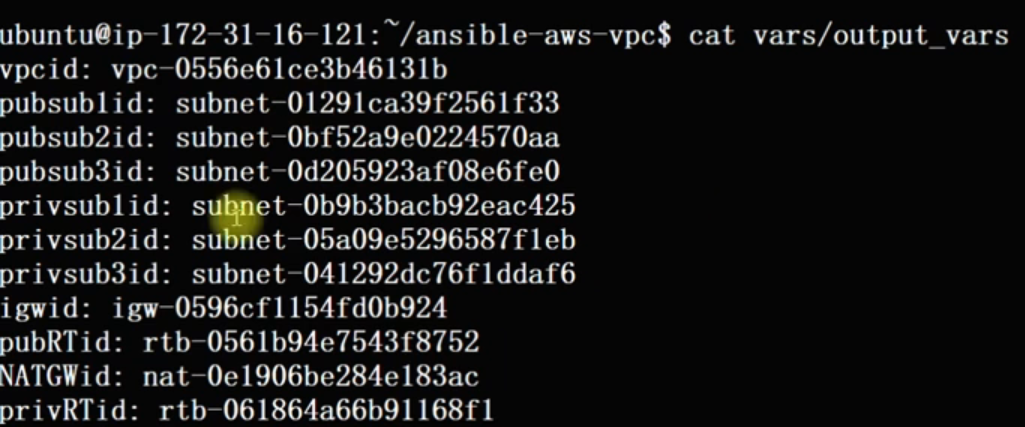 ubuntu@ip-172-31-16-121:~/ansible-aws-vpc$ cat vars/output_vars
vpcid: vpc-0556e61ce3b46131b
pubsub1id: subnet-01291ca39f2561f33
pubsub2id: subnet-0bf52a9e0224570aa
pubsub3id: subnet-0d205923af08e6fe0
privsub1id: subnet-0b9b3bacb92eac425
privsub2id: subnet-05a09e5296587f1eb
privsub3id: subnet-041292dc76f1ddaf6
igwid: igw-0596cf1154fd0b924
pubRTid: rtb-0561b94e7543f8752
NATGWid: nat-0e1906be284e183ac
privRTid: rtb-061864a66b91168f1